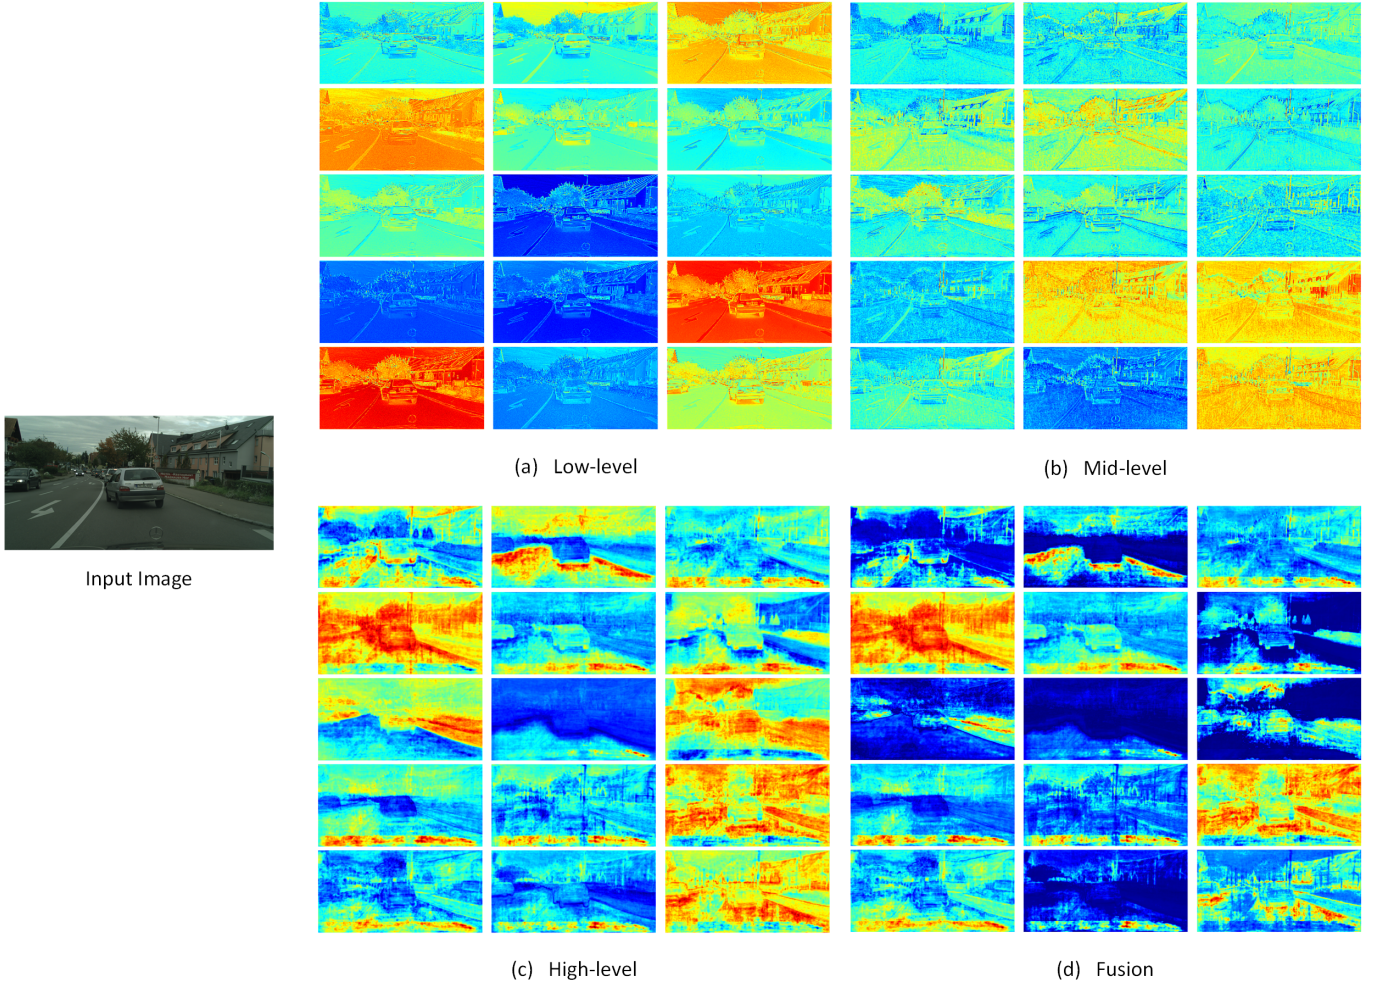 (a) Low-level
(b) Mid-level
Input Image
(c) High-level
(d) Fusion